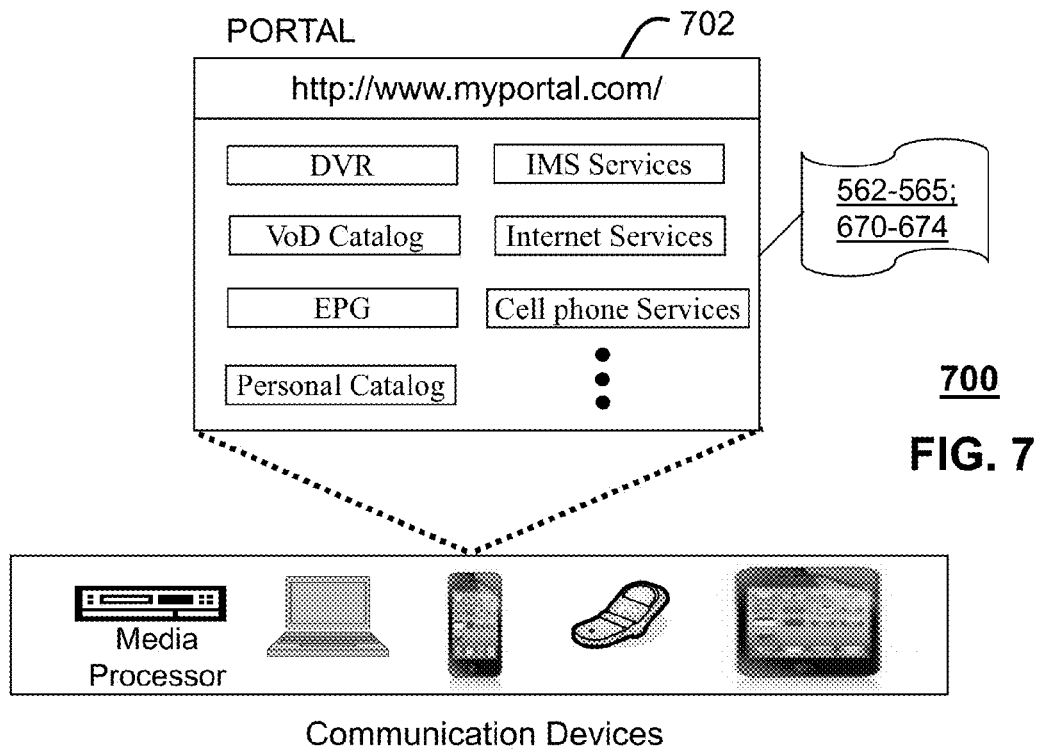 PORTAL
702
http://www.myportal.com/
DVR
IMS Services
VoD Catalog
Internet Services
EPG
Cell phone Services
Personal Catalog
562-565;
670-674
700
FIG. 7
Media
Processor
Communication Devices